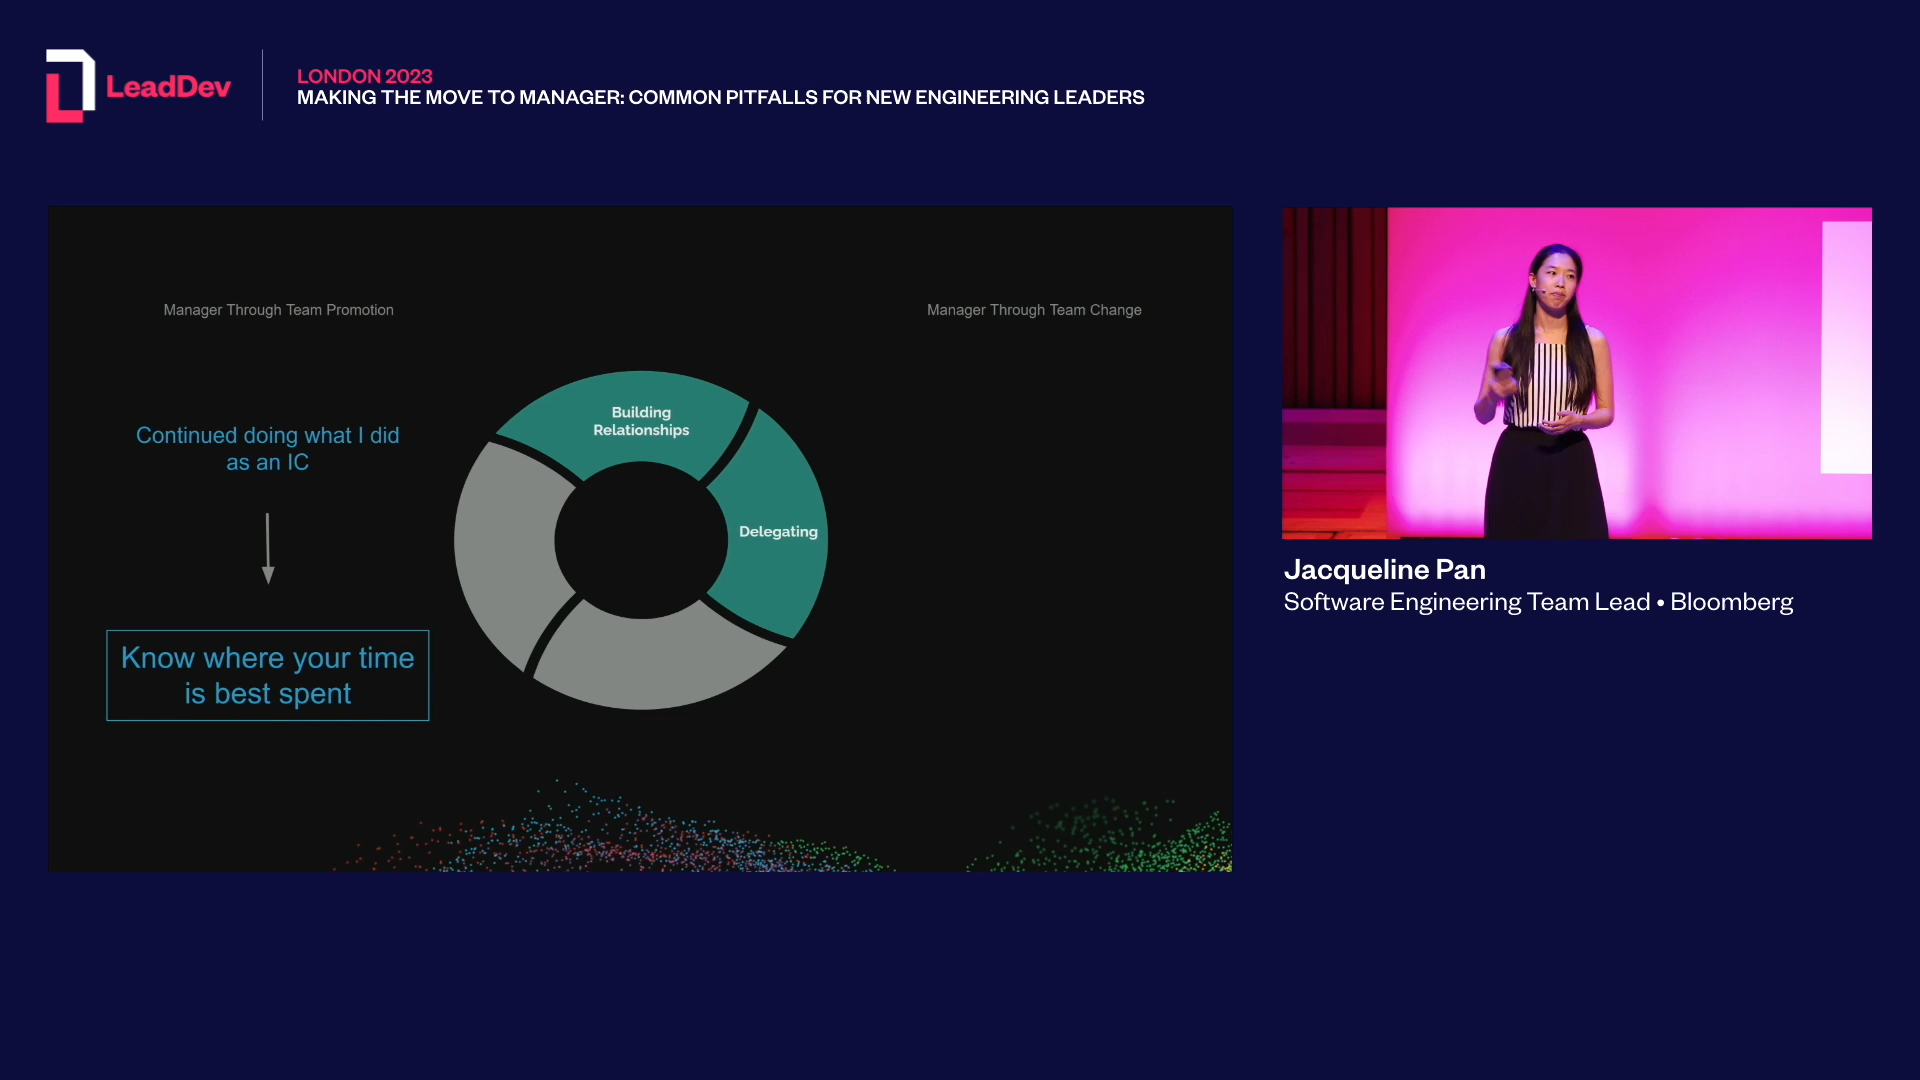 LeadDev
LONDON 2023
MAKING THE MOVE TO MANAGER: COMMON PITFALLS FOR NEW ENGINEERING LEADERS
Manager Through Team Promotion
Manager Through Team Change
Continued doing what I did
as an IC
Know where your time
is best spent
Building
Relationships
Delegating
Jacqueline Pan
Software Engineering Team Lead • Bloomberg